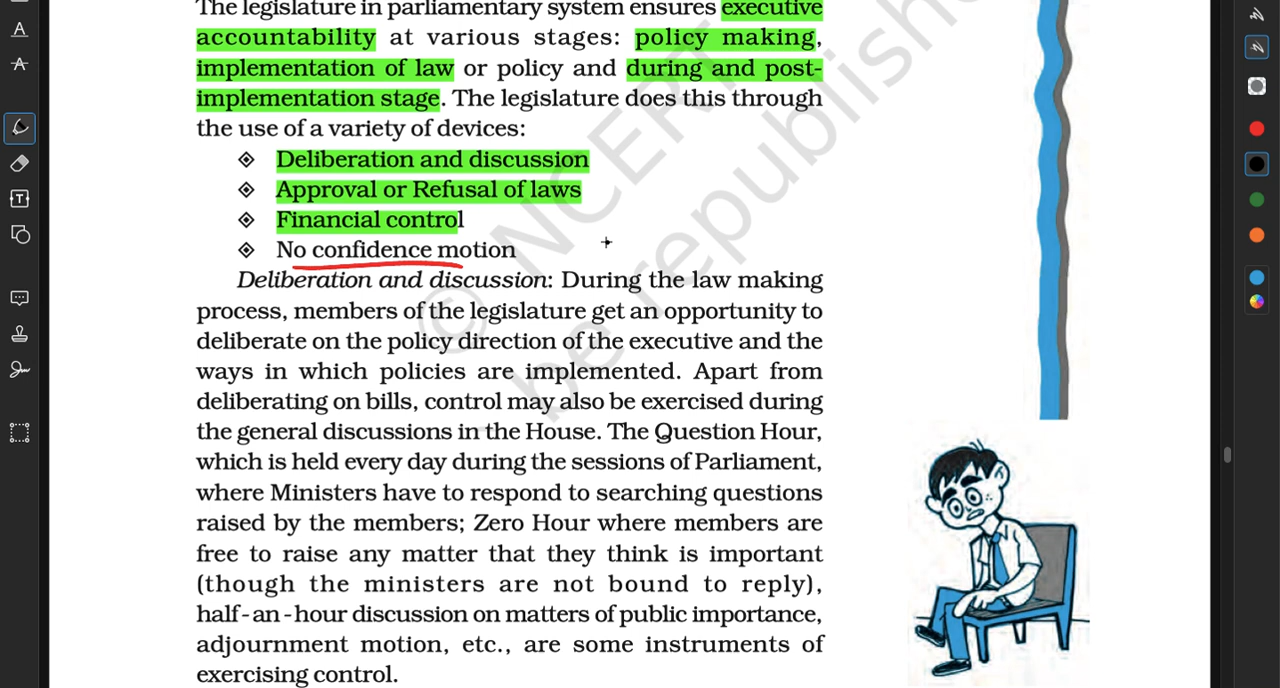 The legislature in parliamentary system ensures executive
accountability at various stages: policy making,
implementation of law or policy and during and post-
implementation stage. The legislature does this through
the use of a variety of devices:
Deliberation and discussion
Approval or Refusal of laws
Financial control
No confidence motion
Deliberation and discussion: During the law making
process, members of the legislature get an opportunity to
deliberate on the policy direction of the executive and the
ways in which policies are implemented. Apart from
deliberating on bills, control may also be exercised during
the general discussions in the House. The Question Hour,
which is held every day during the sessions of Parliament,
where Ministers have to respond to searching questions
raised by the members; Zero Hour where members are
free to raise any matter that they think is important
(though the ministers are not bound to reply),
half-an-hour discussion on matters of public importance,
adjournment motion, etc., are some instruments of
exercising control.
© NCERT
be republishe